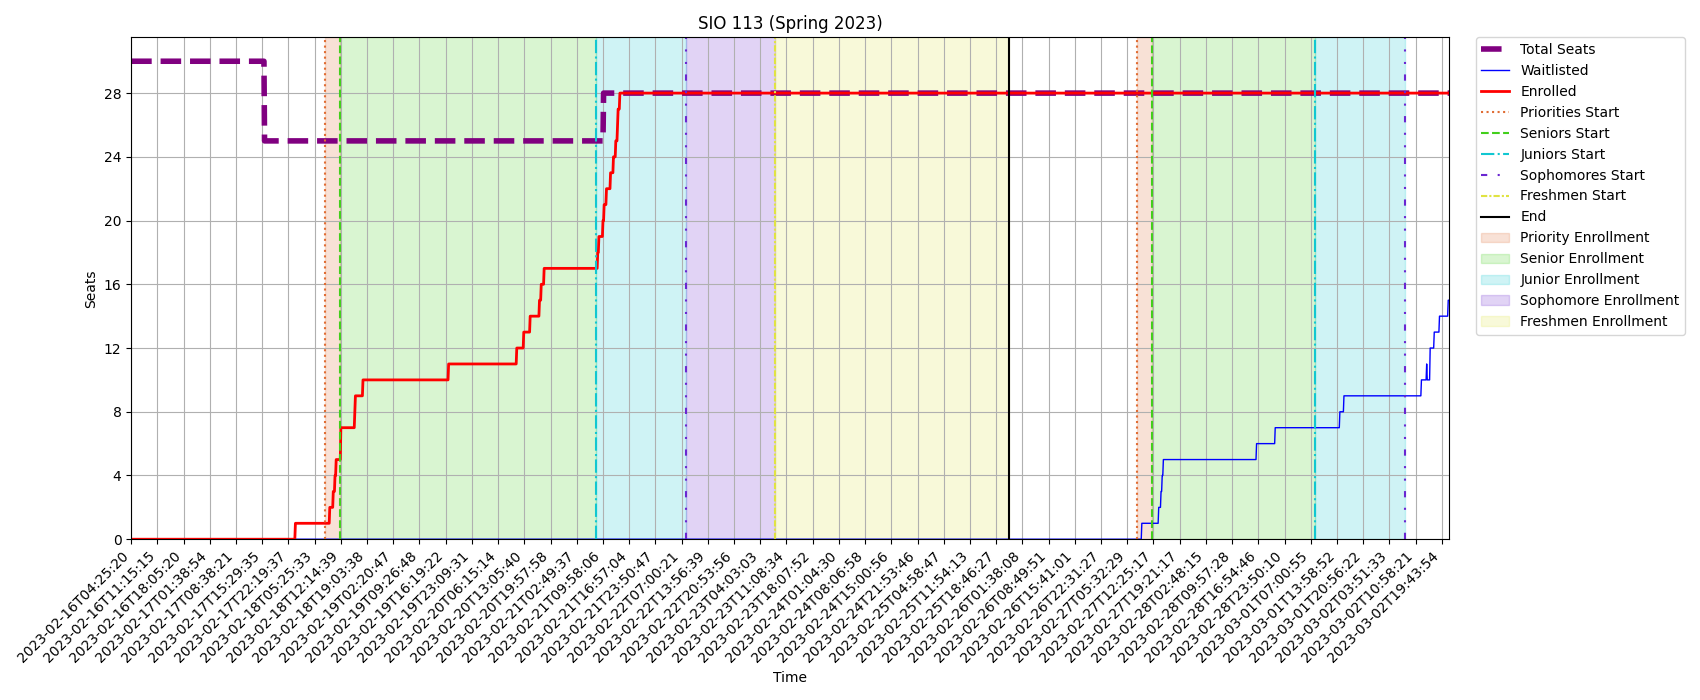 SIO 113 (Spring 2023)
Seats
28
24
20
16
12
8
4
0
2023-02-16T04:25:20
2023-02-16T11:15:15
2023-02-16T18:05:20
2023-02-17T01:38:54
2023-02-17T08:38:21
2023-02-17T15:29:35
2023-02-17T22:19:37
2023-02-18T05:25:33
2023-02-18T12:14:39
2023-02-18T19:03:38
2023-02-19T02:20:47
2023-02-19T09:26:48
2023-02-19T16:19:22
2023-02-19T23:09:31
2023-02-20T06:15:14
2023-02-20T13:05:40
2023-02-20T19:57:58
2023-02-21T02:49:37
2023-02-21T09:58:06
2023-02-21T16:57:04
2023-02-21T23:50:47
2023-02-22T07:00:21
2023-02-22T13:56:39
2023-02-22T20:53:56
2023-02-23T04:03:03
2023-02-23T11:08:34
2023-02-23T18:07:52
2023-02-24T01:04:30
2023-02-24T08:06:58
2023-02-24T15:00:56
2023-02-24T21:53:46
2023-02-25T04:58:47
2023-02-25T11:54:13
2023-02-25T18:46:27
2023-02-26T01:38:08
2023-02-26T08:49:51
2023-02-26T15:41:01
2023-02-26T22:31:27
2023-02-27T05:32:29
2023-02-27T12:25:17
2023-02-27T19:21:17
2023-02-28T02:48:15
2023-02-28T09:57:28
2023-02-28T16:54:46
2023-02-28T23:50:10
2023-03-01T07:00:55
2023-03-01T13:58:52
2023-03-01T20:56:22
2023-03-02T03:51:33
2023-03-02T10:58:21
2023-03-02T19:43:54
Time
Total Seats
Waitlisted
Enrolled
Priorities Start
Seniors Start
Juniors Start
Sophomores Start
Freshmen Start
End
Priority Enrollment
Senior Enrollment
Junior Enrollment
Sophomore Enrollment
Freshmen Enrollment